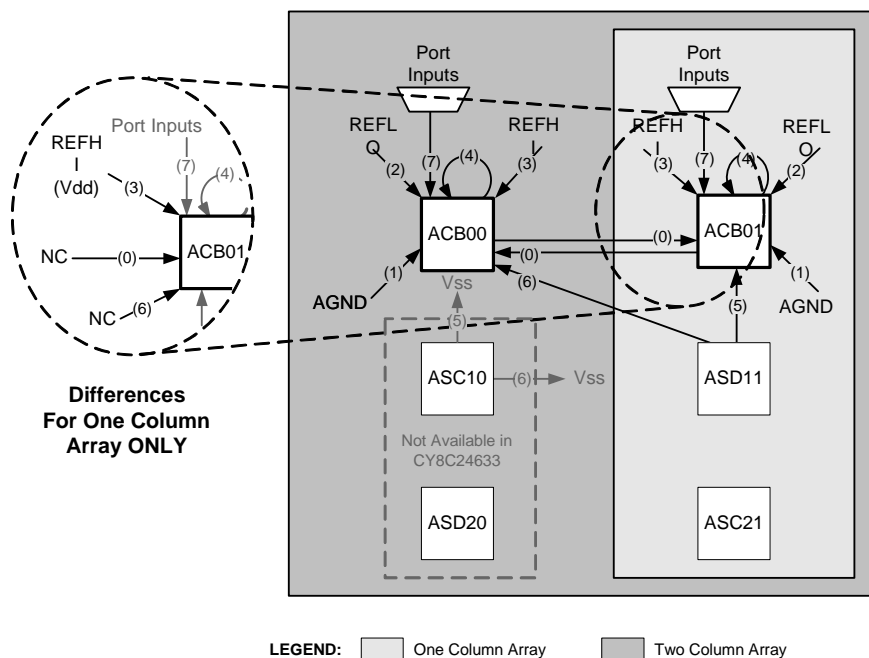 Port
Inputs
REFH
I
(Vdd)
(3)
Port Inputs
(7)
(4)
ACB01
NC
(0)
NC
(6)
Differences
For One Column
Array ONLY
Port
Inputs
REFL
O
(2)
(7)
(4)
REFH
I
(3)
ACB00
(0)
(0)
(1)
AGND
(6)
Vss
(5)
ASC10
(6)
Vss
Not Available in
CY8C24633
ASD20
Port
Inputs
REFH
I
(3)
(7)
(4)
REFL
O
(2)
ACB01
(1)
AGND
(5)
ASD11
ASC21
LEGEND:
One Column Array
Two Column Array